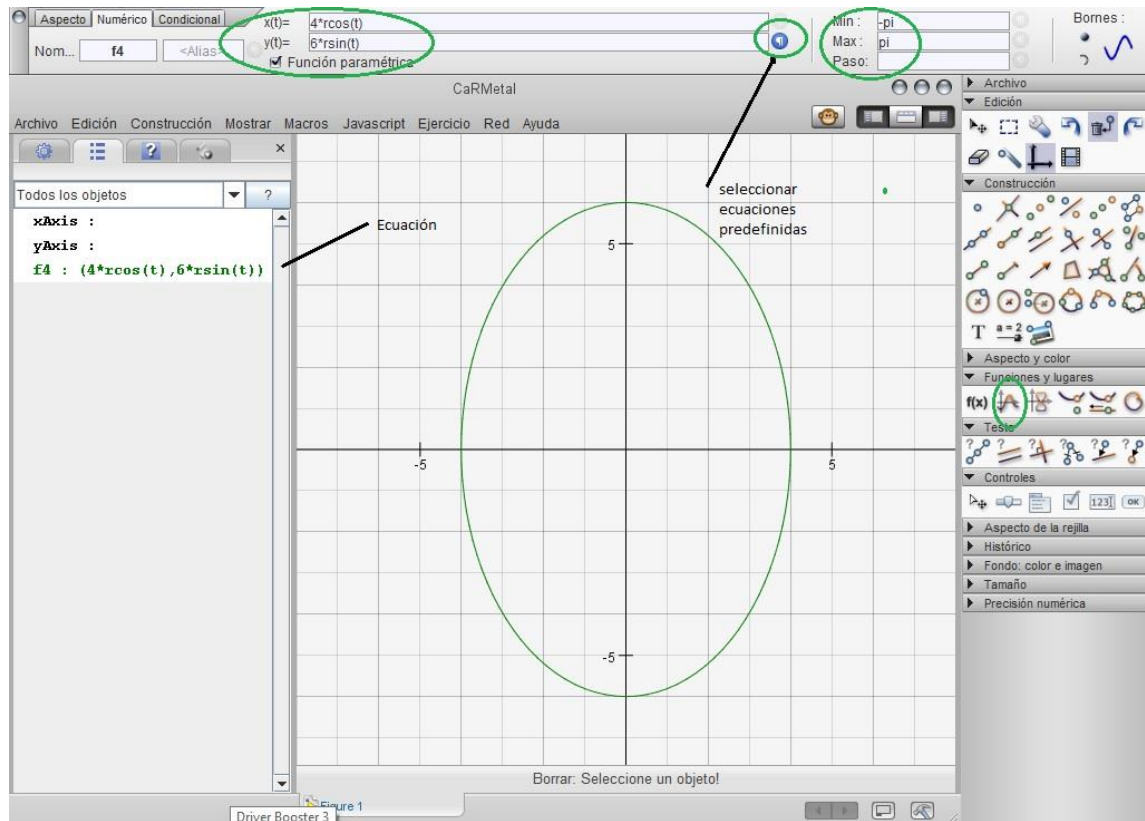 Aspecto Numérico Condicional
Nom... f4 <Alias>
x(t)= 4*rcos(t)
y(t)= 6*rsin(t)
Función paramétrica
Min : -pi
Max : pi
Paso:
Bornes :
CaRMetal
Archivo Edición Construcción Mostrar Macros Javascript Ejercicio Red Ayuda
Todos los objetos ?
xAxis :
yAxis :
f4 : (4*rcos(t),6*rsin(t))
Ecuación
seleccionar
ecuaciones
predefinidas
5
-5 5
-5
Borrar: Seleccione un objeto!
Figure 1
Driver Booster 3
Archivo
Edición
Construcción
T a = 2
Aspecto y color
Funciones y lugares
f(x)
Tests
Controles
123 OK
Aspecto de la rejilla
Histórico
Fondo: color e imagen
Tamaño
Precisión numérica